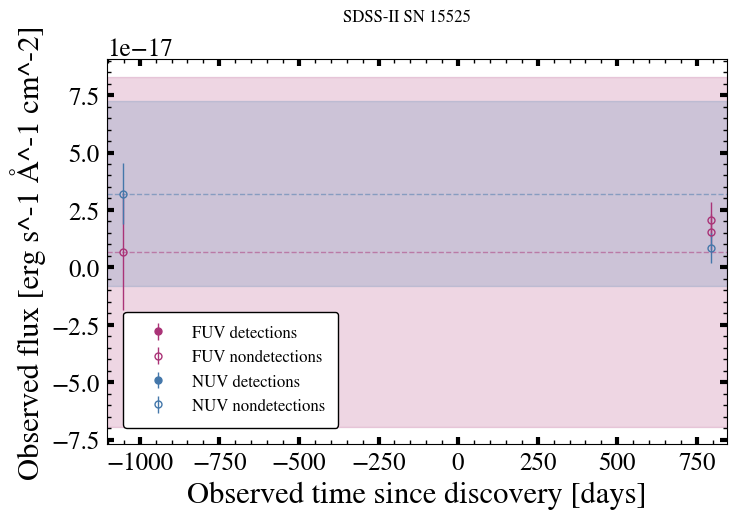 SDSS-II SN 15525
1e−17
Observed flux [erg s^-1 Å^-1 cm^-2]
7.5
5.0
2.5
0.0
−2.5
−5.0
−7.5
FUV detections
FUV nondetections
NUV detections
NUV nondetections
−1000 −750 −500 −250 0 250 500 750
Observed time since discovery [days]